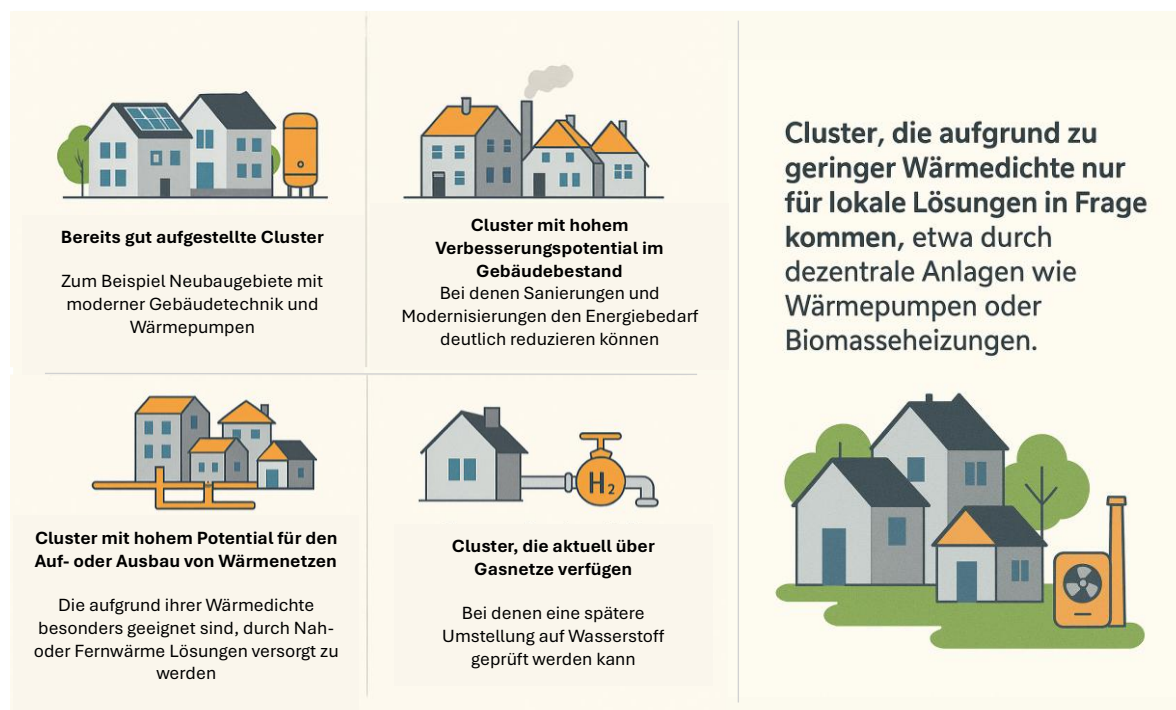 Bereits gut aufgestellte Cluster
Zum Beispiel Neubaugebiete mit
moderner Gebäudetechnik und
Wärmepumpen
Cluster mit hohem
Verbesserungspotential im
Gebäudebestand
Bei denen Sanierungen und
Modernisierungen den Energiebedarf
deutlich reduzieren können
Cluster mit hohem Potential für den
Auf- oder Ausbau von Wärmenetzen
Die aufgrund ihrer Wärmedichte
besonders geeignet sind, durch Nah-
oder Fernwärme Lösungen versorgt zu
werden
H₂
Cluster, die aktuell über
Gasnetze verfügen
Bei denen eine spätere
Umstellung auf Wasserstoff
geprüft werden kann
Cluster, die aufgrund zu
geringer Wärmedichte nur
für lokale Lösungen in Frage
kommen, etwa durch
dezentrale Anlagen wie
Wärmepumpen oder
Biomasseheizungen.